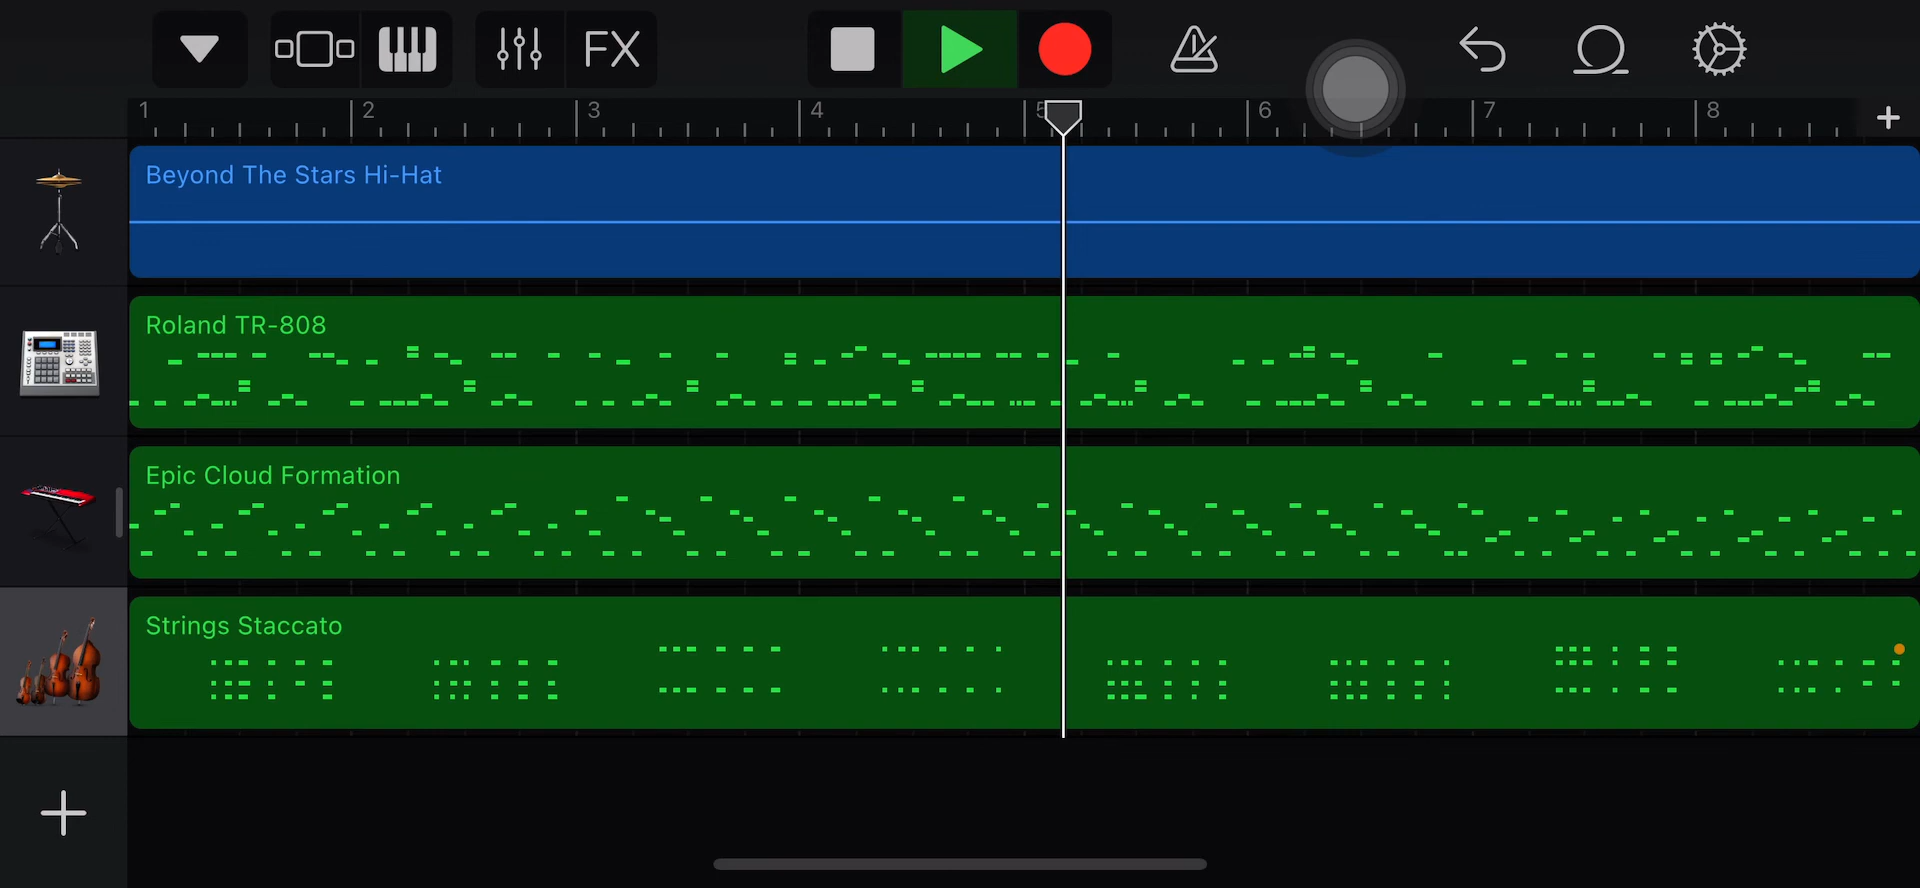 FX
1 2 3 4 5 6 7 8
Beyond The Stars Hi-Hat
Roland TR-808
Epic Cloud Formation
Strings Staccato